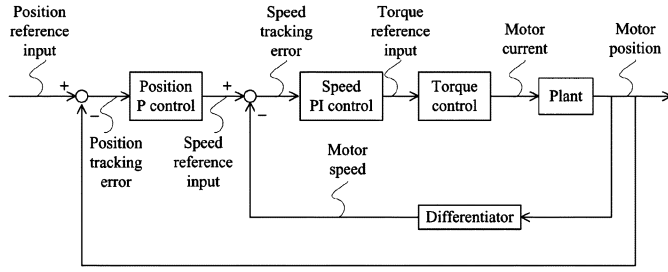 Position
reference
input
Speed
tracking
error
Torque
reference
input
Motor
current
Motor
position
+
−
Position
P control
+
−
Speed
PI control
Torque
control
Plant
Position
tracking
error
Speed
reference
input
Motor
speed
Differentiator